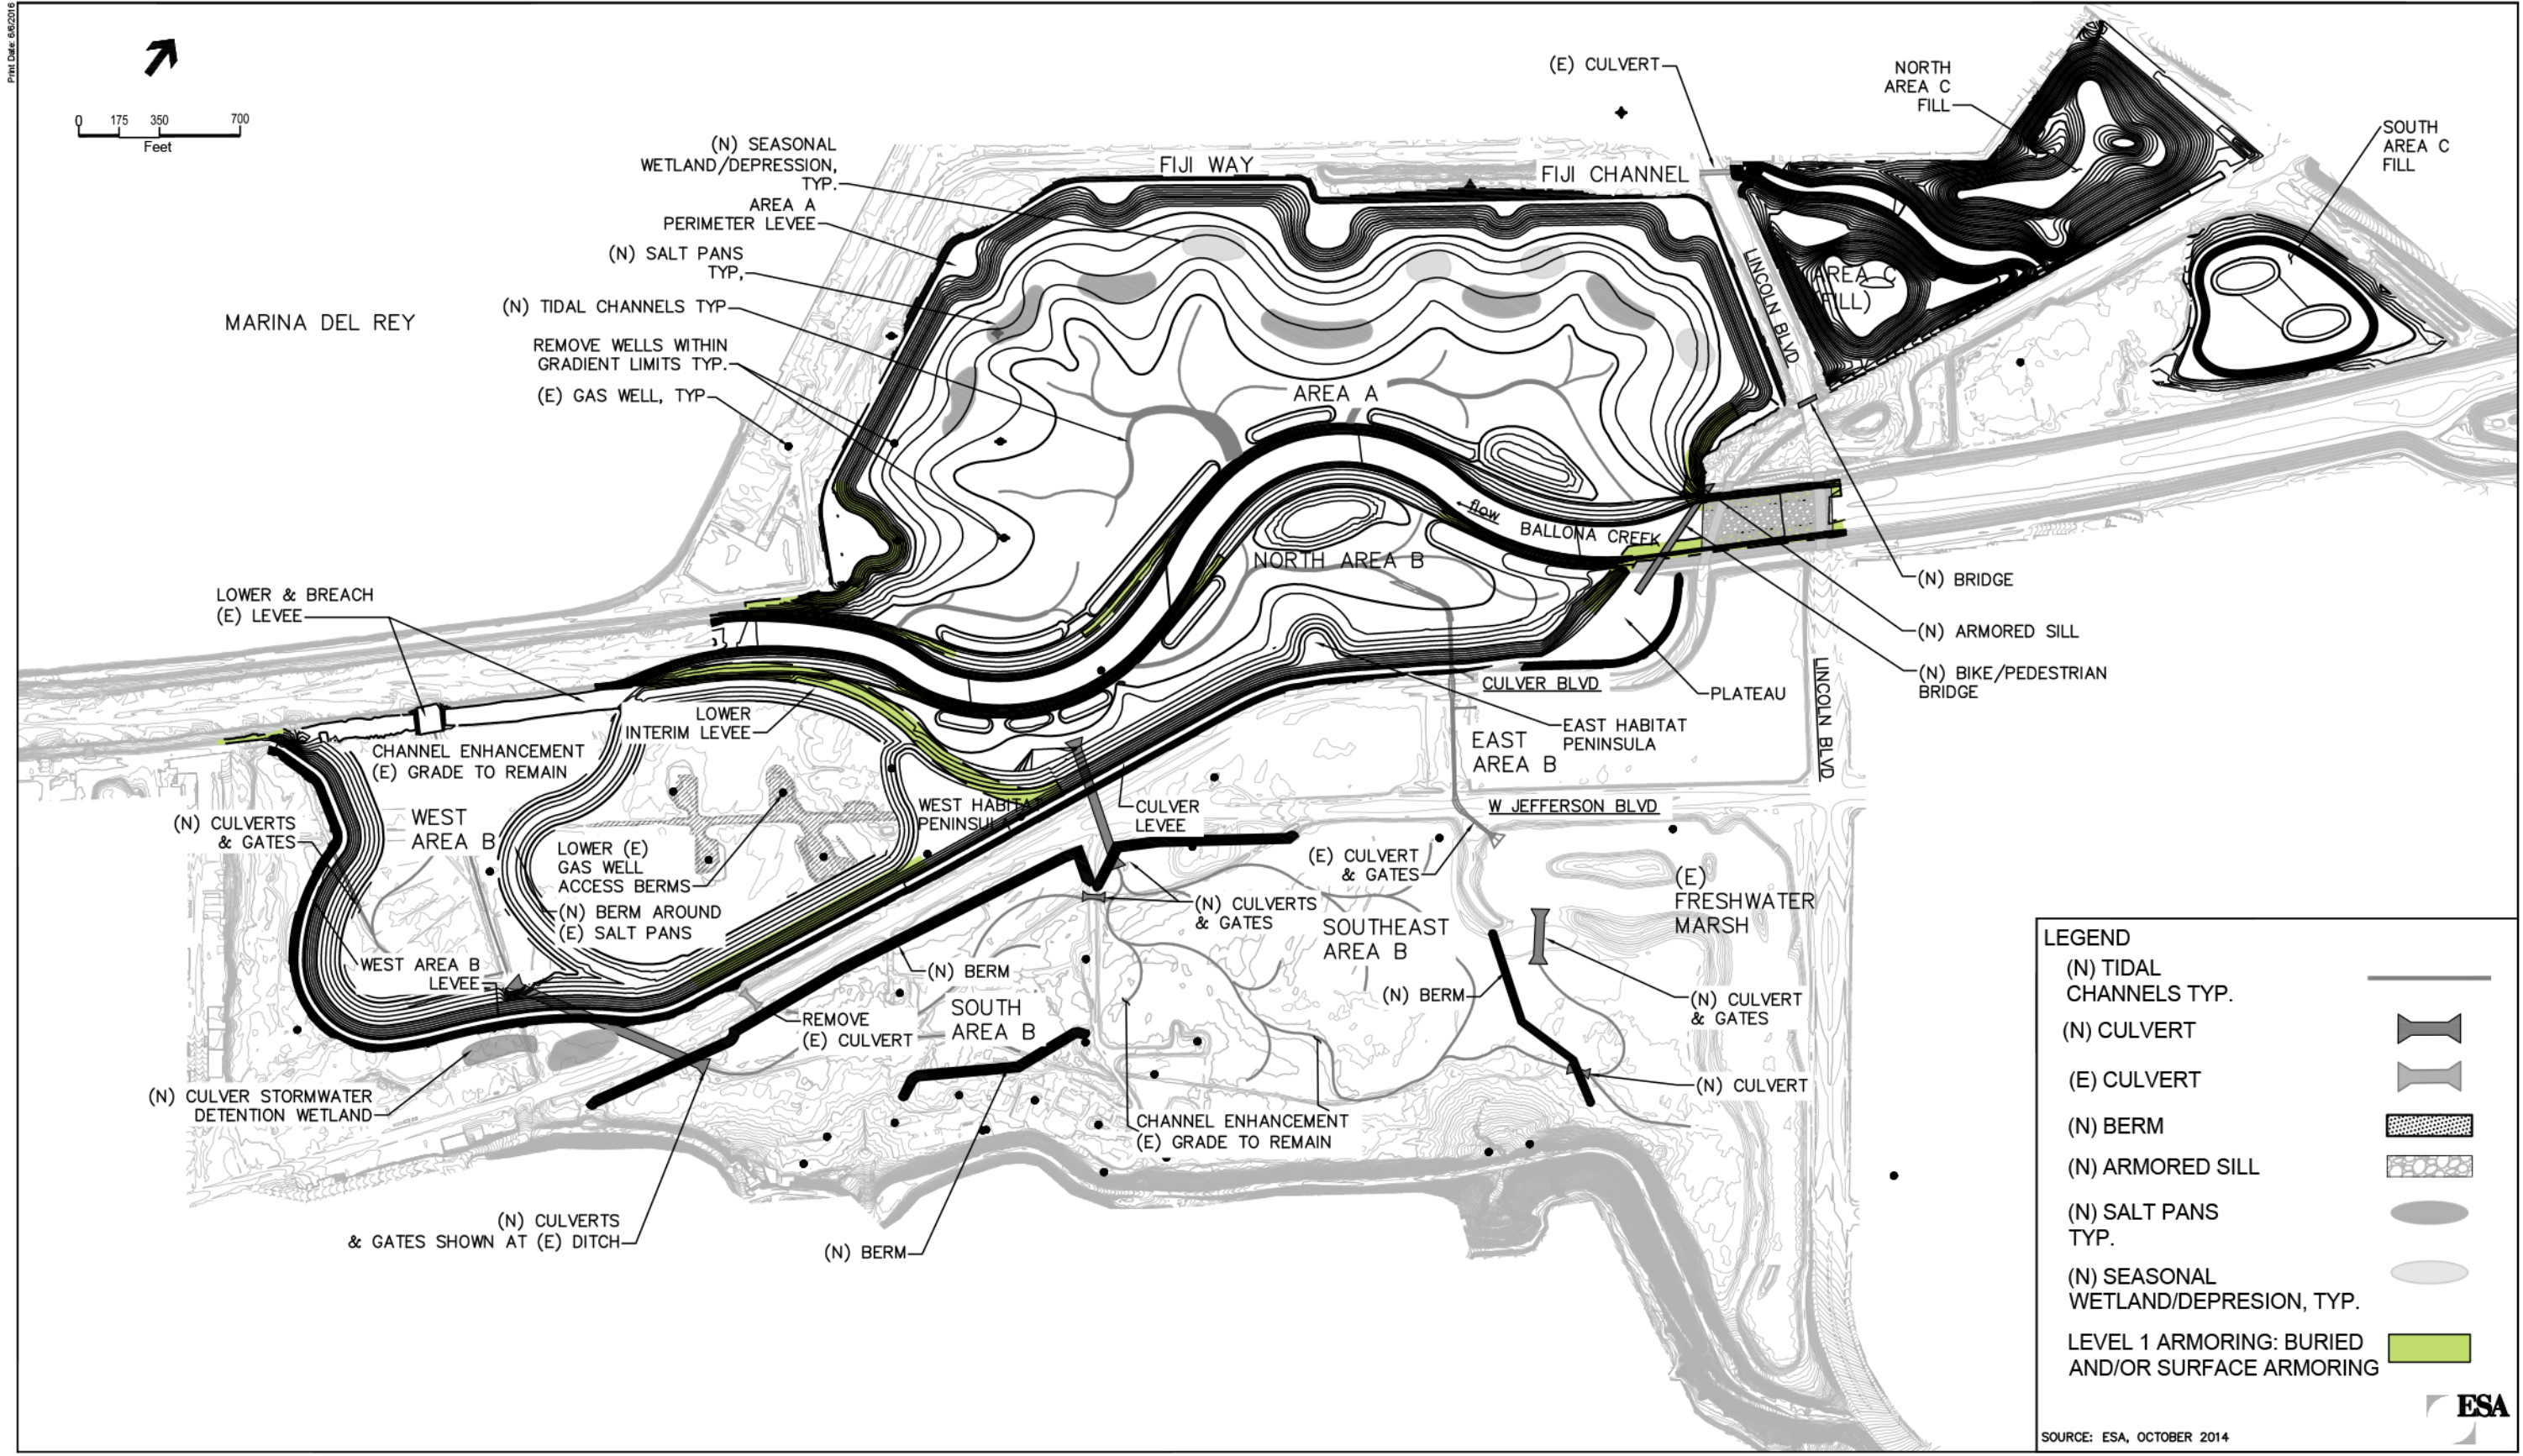 Print Date: 6/6/2016
0 175 350 700
Feet
(E) CULVERT
NORTH
AREA C
FILL
SOUTH
AREA C
FILL
(N) SEASONAL
WETLAND/DEPRESSION,
TYP.
FIJI WAY
FIJI CHANNEL
AREA A
PERIMETER LEVEE
(N) SALT PANS
TYP,
LINCOLN BLVD
AREA C
(FILL)
(N) TIDAL CHANNELS TYP
MARINA DEL REY
REMOVE WELLS WITHIN
GRADIENT LIMITS TYP.
(E) GAS WELL, TYP
AREA A
flow
BALLONA CREEK
NORTH AREA B
(N) BRIDGE
LOWER & BREACH
(E) LEVEE
(N) ARMORED SILL
(N) BIKE/PEDESTRIAN
BRIDGE
CULVER BLVD
PLATEAU
LINCOLN BLVD
LOWER
INTERIM LEVEE
EAST HABITAT
PENINSULA
EAST
AREA B
CHANNEL ENHANCEMENT
(E) GRADE TO REMAIN
WEST HABITAT
PENINSULA
CULVER
LEVEE
W JEFFERSON BLVD
(N) CULVERTS
& GATES
WEST
AREA B
LOWER (E)
GAS WELL
ACCESS BERMS
(E) CULVERT
& GATES
(E)
FRESHWATER
MARSH
(N) BERM AROUND
(E) SALT PANS
(N) CULVERTS
& GATES
SOUTHEAST
AREA B
WEST AREA B
LEVEE
(N) BERM
(N) BERM
(N) CULVERT
& GATES
SOUTH
AREA B
REMOVE
(E) CULVERT
(N) CULVERT
(N) CULVER STORMWATER
DETENTION WETLAND
CHANNEL ENHANCEMENT
(E) GRADE TO REMAIN
(N) CULVERTS
& GATES SHOWN AT (E) DITCH
(N) BERM
LEGEND
(N) TIDAL
CHANNELS TYP.
(N) CULVERT
(E) CULVERT
(N) BERM
(N) ARMORED SILL
(N) SALT PANS
TYP.
(N) SEASONAL
WETLAND/DEPRESION, TYP.
LEVEL 1 ARMORING: BURIED
AND/OR SURFACE ARMORING
ESA
SOURCE: ESA, OCTOBER 2014